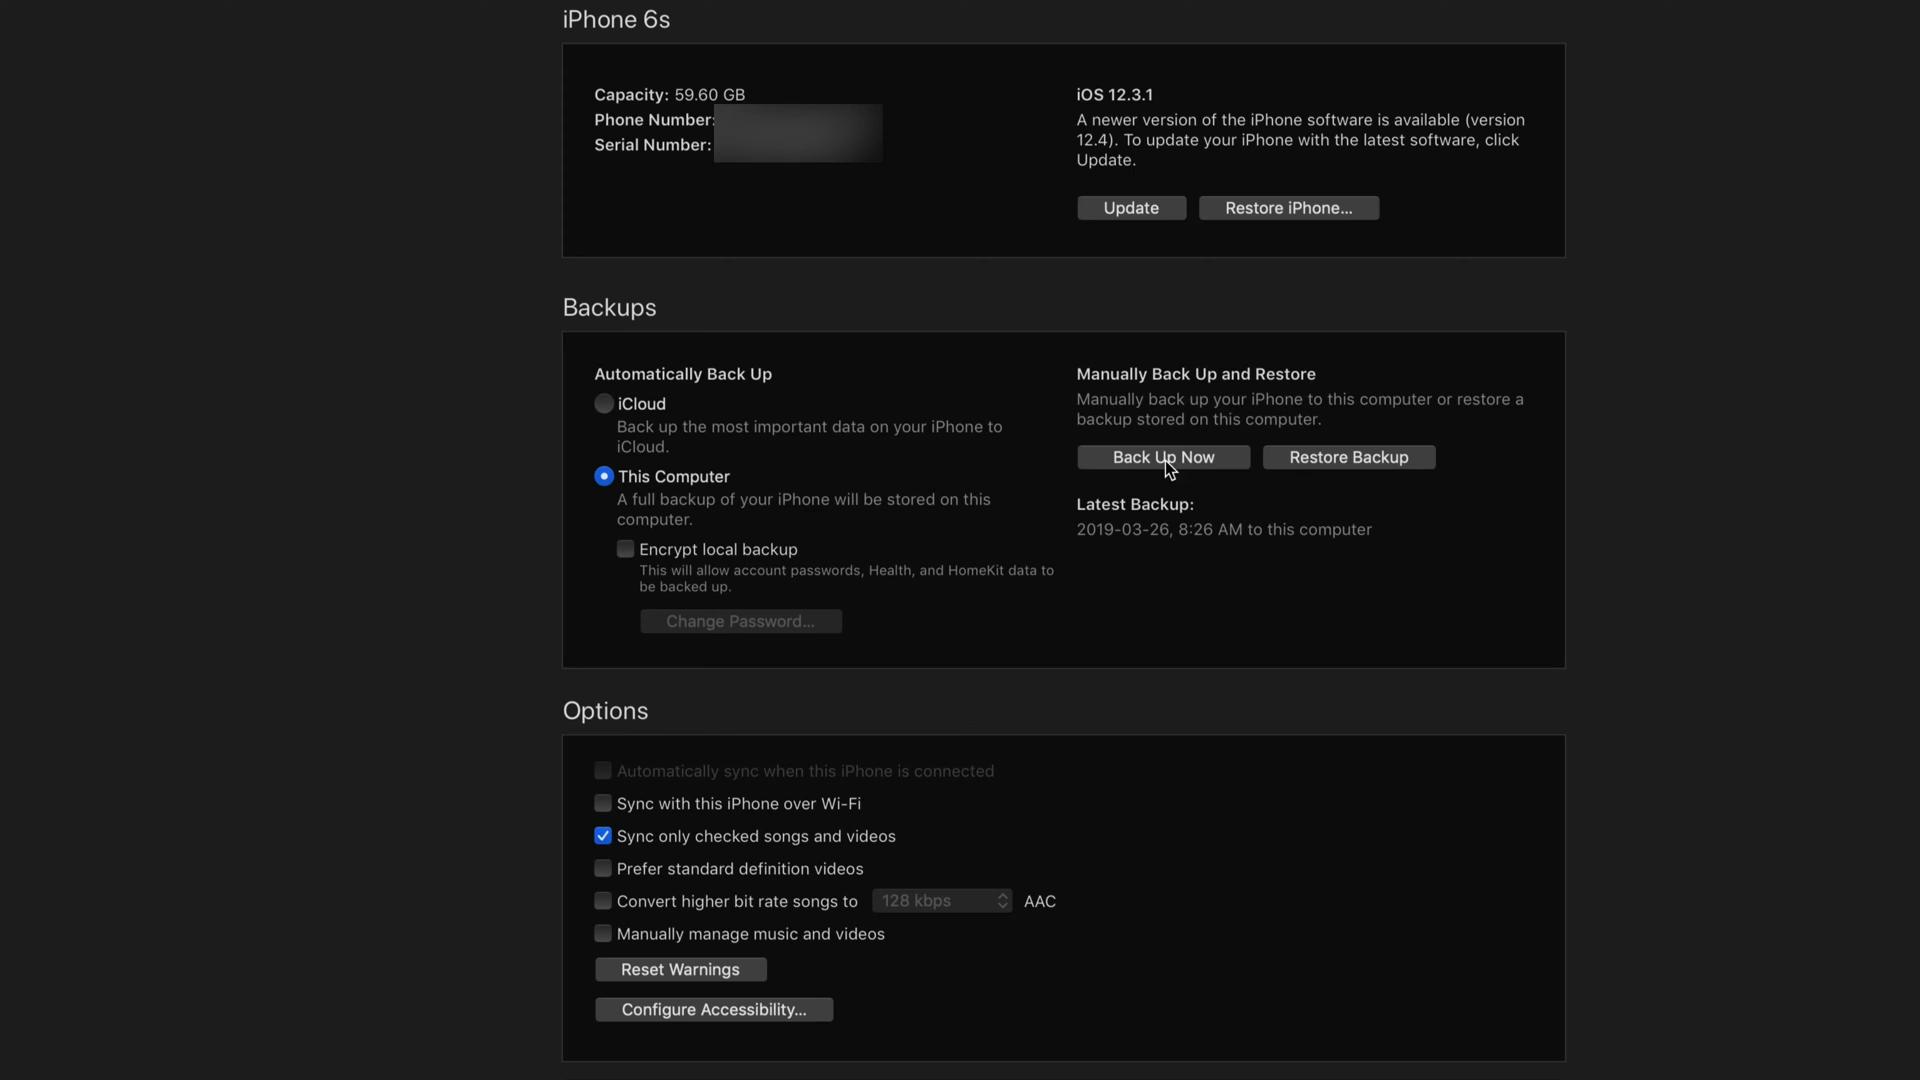 iPhone 6s
Capacity: 59.60 GB
Phone Number:
Serial Number:
iOS 12.3.1
A newer version of the iPhone software is available (version
12.4). To update your iPhone with the latest software, click
Update.
Update
Restore iPhone...
Backups
Automatically Back Up
iCloud
Back up the most important data on your iPhone to
iCloud.
This Computer
A full backup of your iPhone will be stored on this
computer.
Encrypt local backup
This will allow account passwords, Health, and HomeKit data to
be backed up.
Change Password...
Manually Back Up and Restore
Manually back up your iPhone to this computer or restore a
backup stored on this computer.
Back Up Now
Restore Backup
Latest Backup:
2019-03-26, 8:26 AM to this computer
Options
Automatically sync when this iPhone is connected
Sync with this iPhone over Wi-Fi
Sync only checked songs and videos
Prefer standard definition videos
Convert higher bit rate songs to 128 kbps AAC
Manually manage music and videos
Reset Warnings
Configure Accessibility...